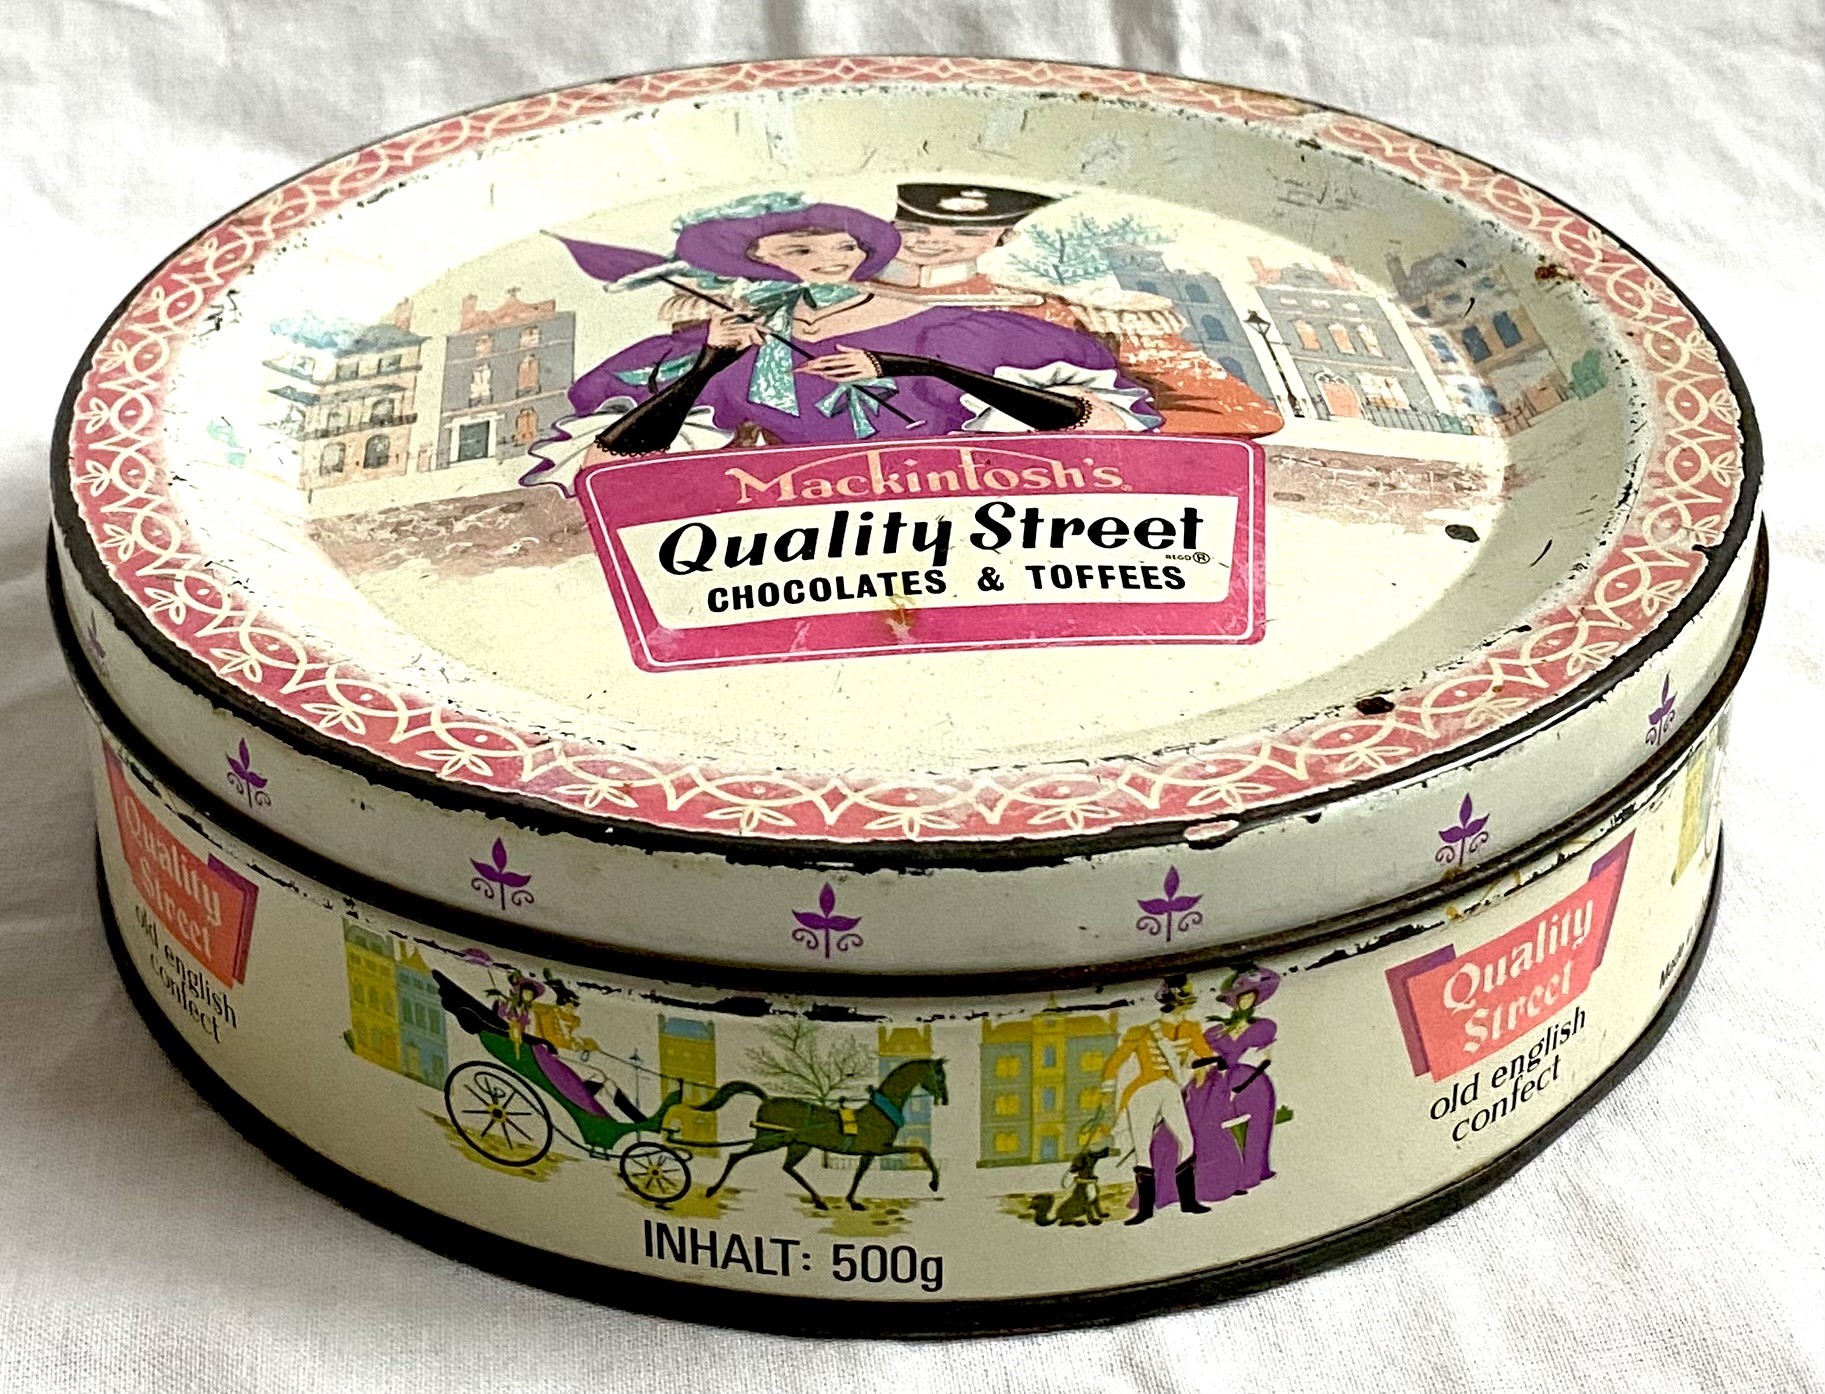 Mackintosh's
Quality Street
REGD ®
CHOCOLATES & TOFFEES
Quality
Street
old english
confect
Quality
Street
old english
confect
INHALT: 500g